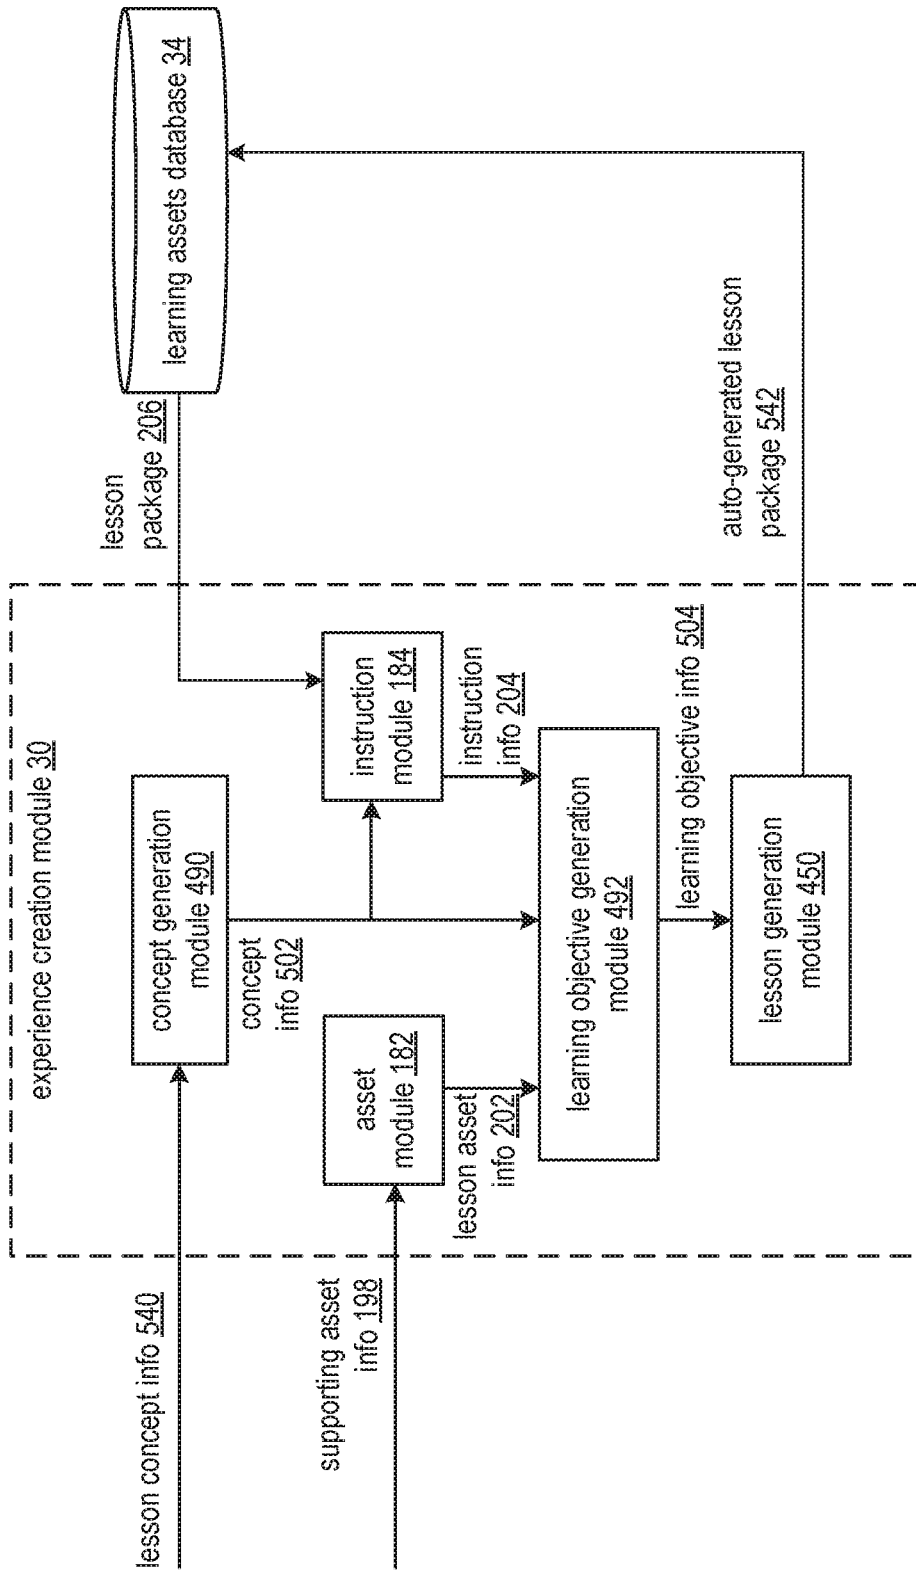 experience creation module 30
lesson concept info 540
concept generation
module 490
concept
info 502
lesson
package 206
learning assets database 34
supporting asset
info 198
asset
module 182
lesson asset
info 202
instruction
module 184
instruction
info 204
learning objective generation
module 492
learning objective info 504
lesson generation
module 450
auto-generated lesson
package 542